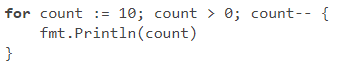 for count := 10; count > 0; count-- {
    fmt.Println(count)
}